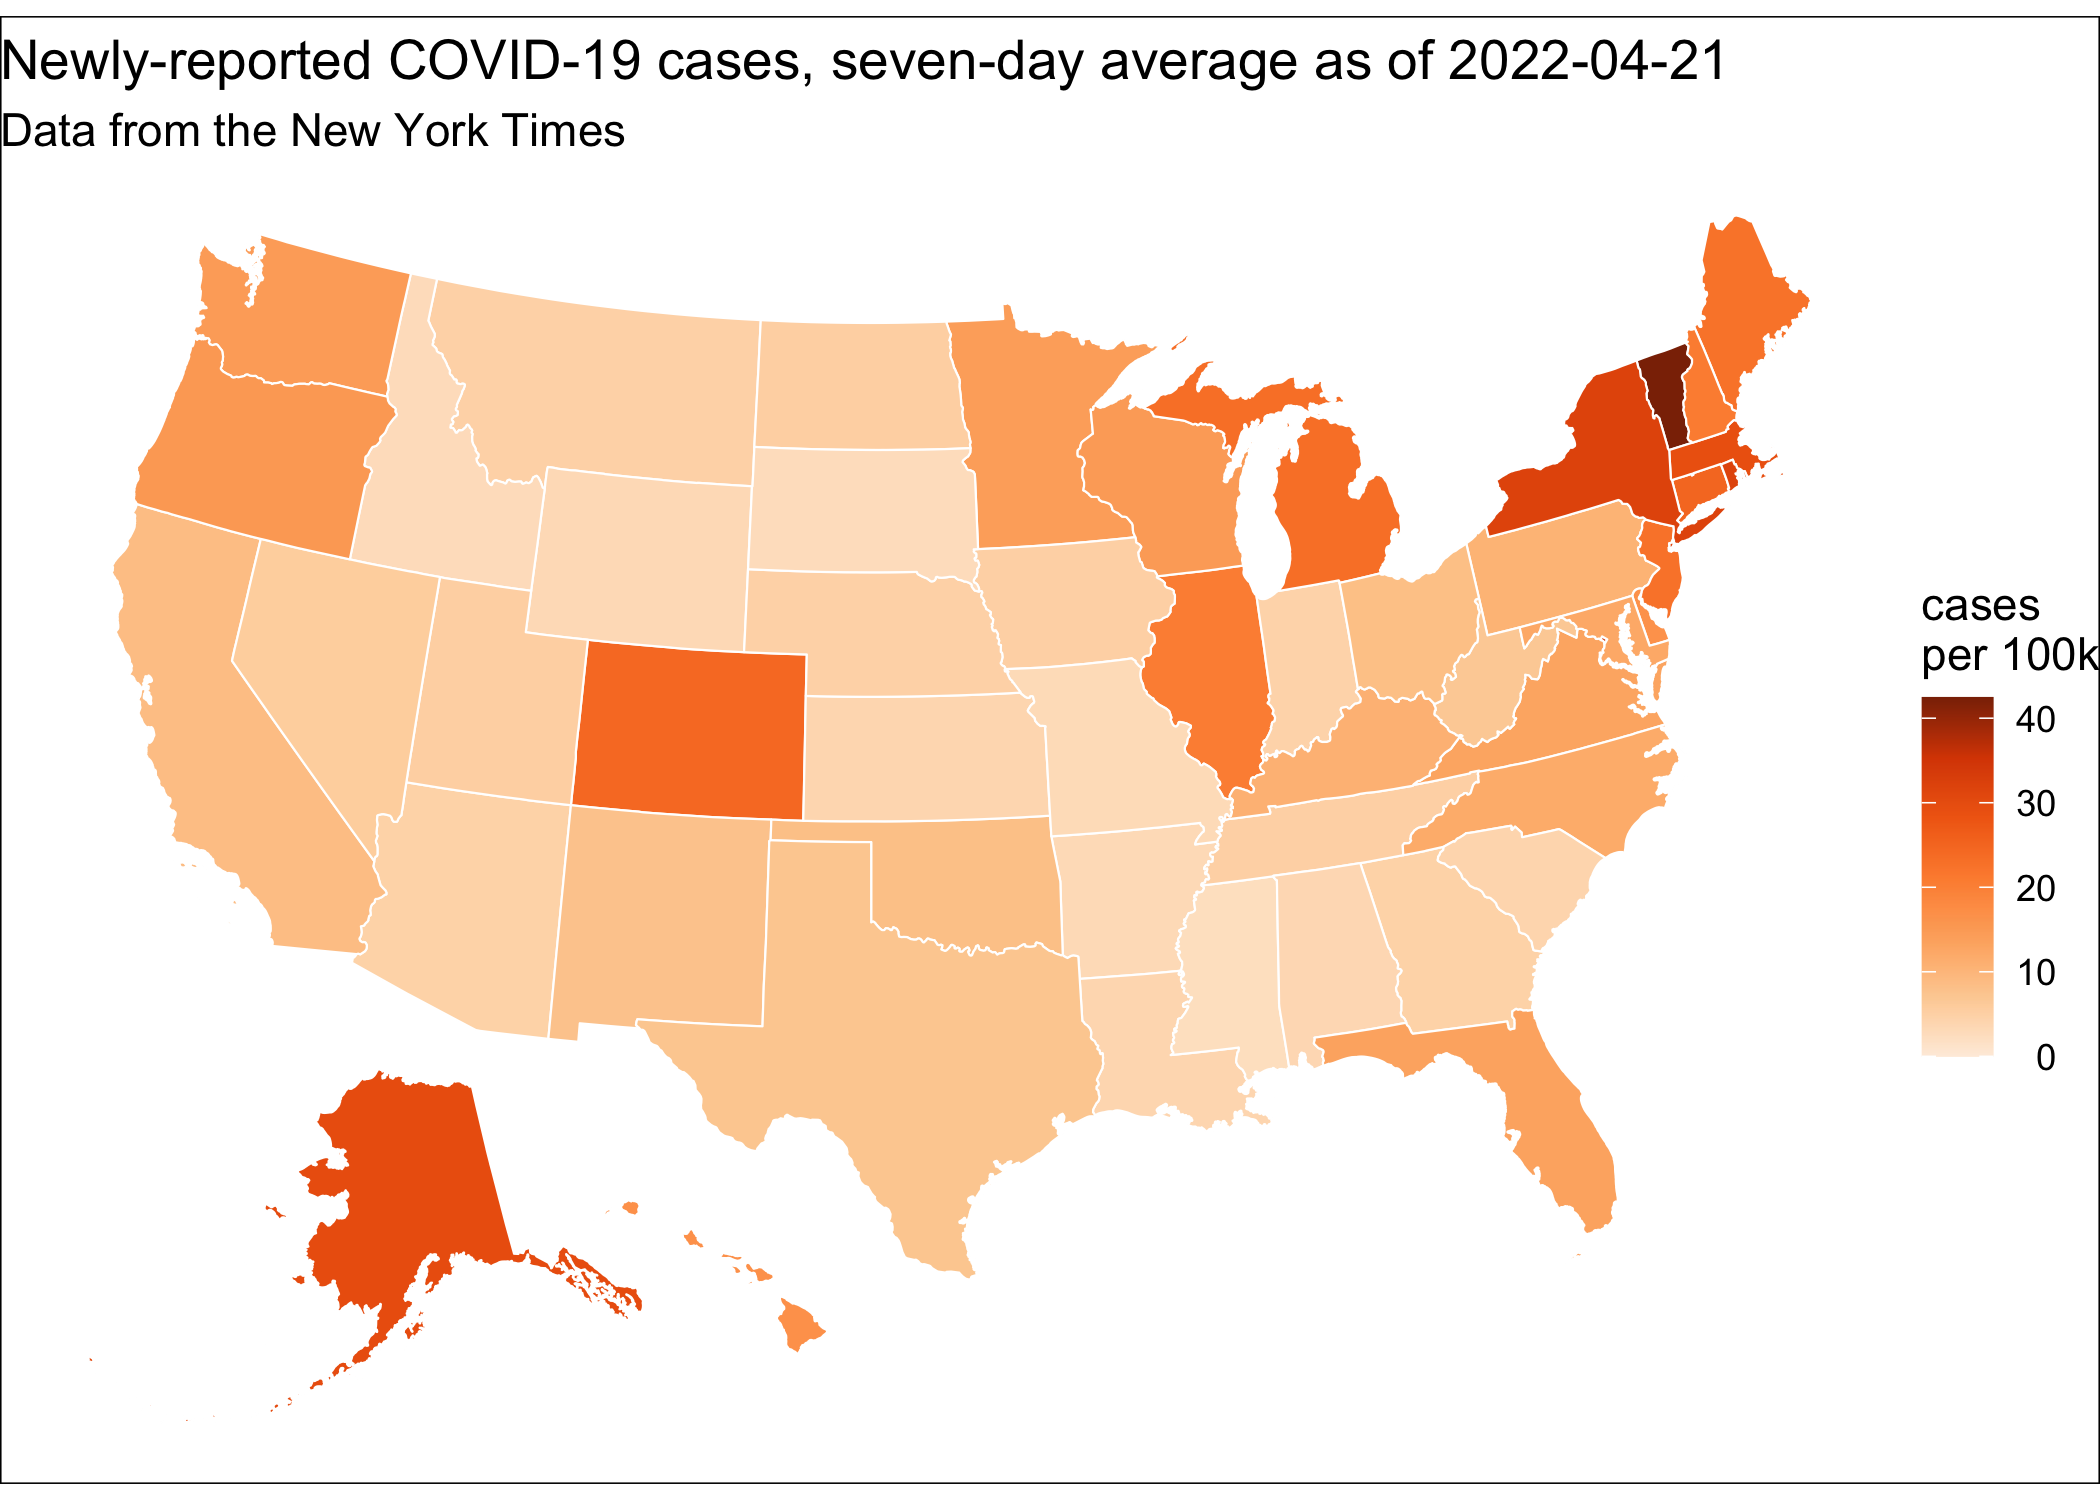 Newly-reported COVID-19 cases, seven-day average as of 2022-04-21
Data from the New York Times
cases
per 100k
40
30
20
10
0